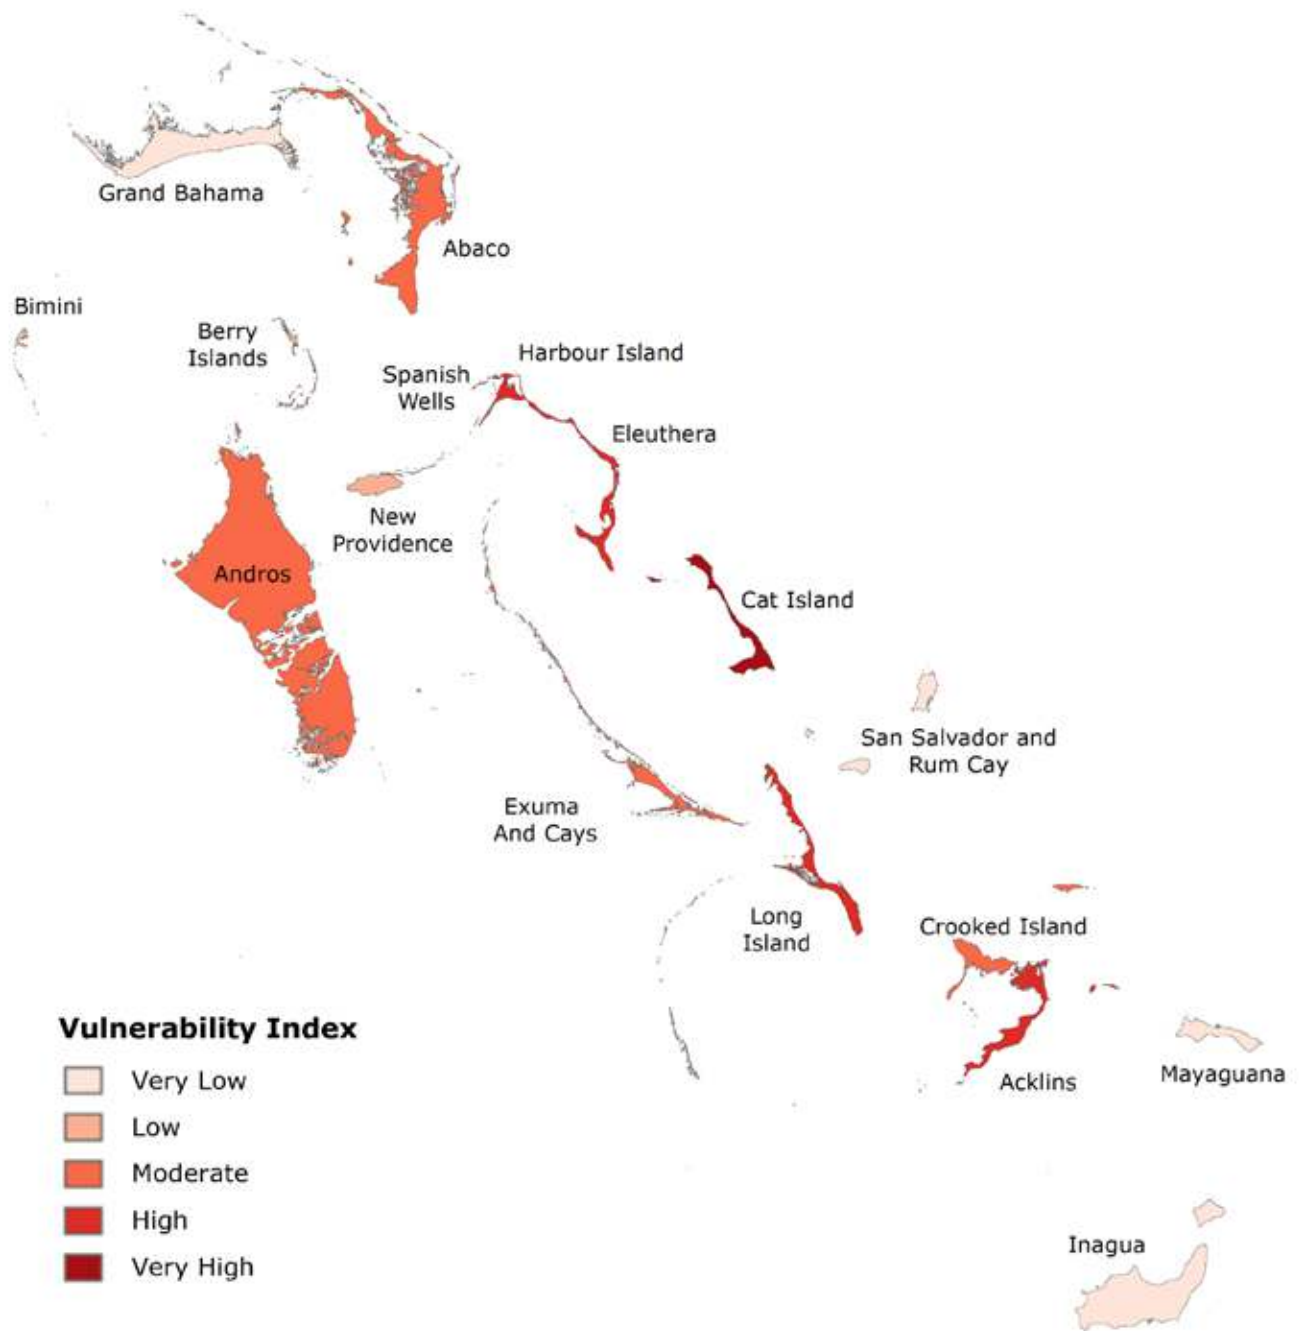 Grand Bahama
Abaco
Bimini
Berry
Islands
Harbour Island
Spanish
Wells
Eleuthera
New
Providence
Andros
Cat Island
San Salvador and
Rum Cay
Exuma
And Cays
Long
Island
Crooked Island
Acklins
Mayaguana
Inagua
Vulnerability Index
Very Low
Low
Moderate
High
Very High